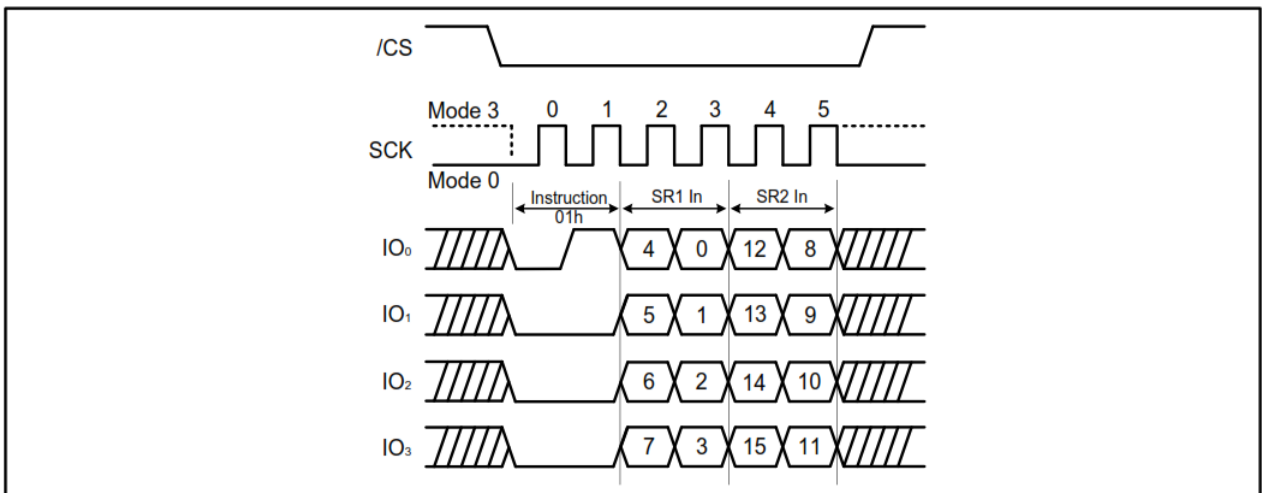 /CS
Mode 3 0 1 2 3 4 5
SCK
Mode 0
Instruction SR1 In SR2 In
01h
IO₀ 4 0 12 8
IO₁ 5 1 13 9
IO₂ 6 2 14 10
IO₃ 7 3 15 11